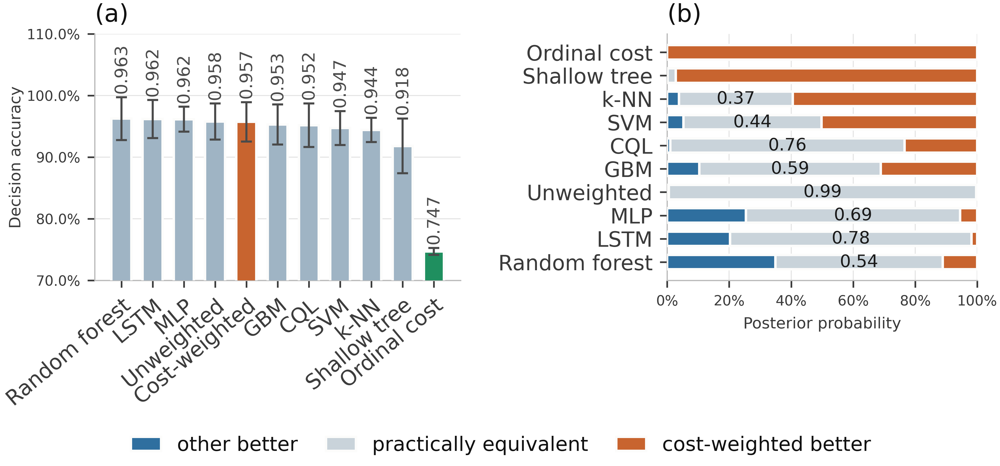 (a)
110.0%
100.0%
90.0%
80.0%
70.0%
Decision accuracy
0.963
0.962
0.962
0.958
0.957
0.953
0.952
0.947
0.944
0.918
0.747
Random forest
LSTM
MLP
Unweighted
Cost-weighted
GBM
CQL
SVM
k-NN
Shallow tree
Ordinal cost
(b)
Ordinal cost
Shallow tree
k-NN
0.37
SVM
0.44
CQL
0.76
GBM
0.59
Unweighted
0.99
MLP
0.69
LSTM
0.78
Random forest
0.54
0%
20%
40%
60%
80%
100%
Posterior probability
other better
practically equivalent
cost-weighted better